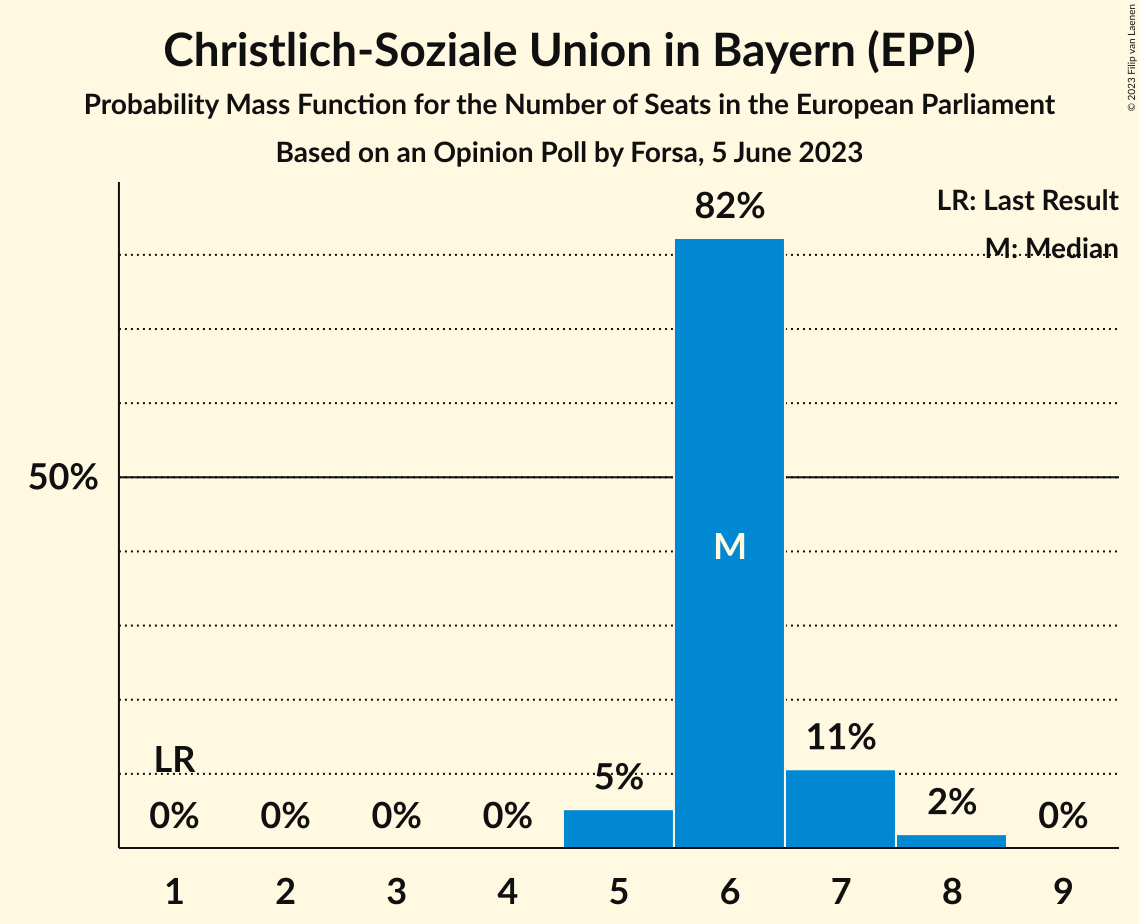 Christlich-Soziale Union in Bayern (EPP)
Probability Mass Function for the Number of Seats in the European Parliament
Based on an Opinion Poll by Forsa, 5 June 2023
© 2023 Filip van Laenen
LR: Last Result
M: Median
82%
50%
M
11%
LR
5%
2%
0%
0%
0%
0%
0%
1 2 3 4 5 6 7 8 9